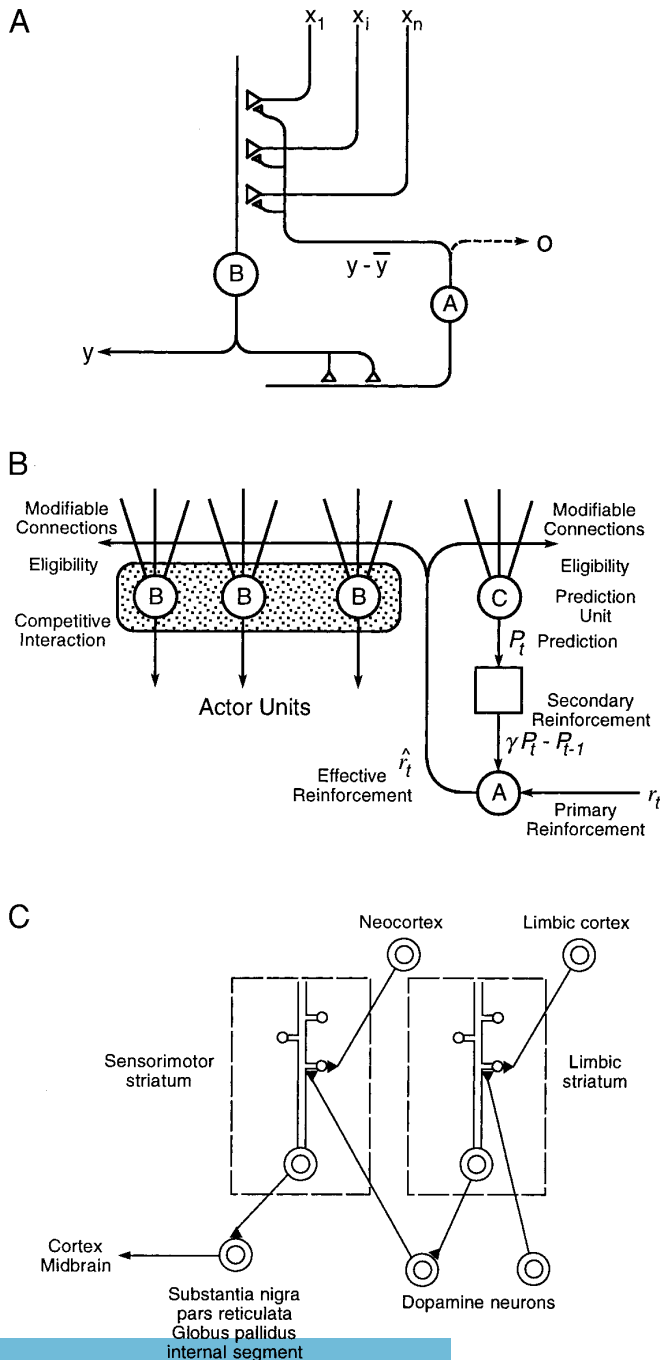 A
x1 xi xn
y - ȳ
O
B
A
y
B
Modifiable
Connections
Eligibility
Competitive
Interaction
B B B
Actor Units
Modifiable
Connections
Eligibility
C
Prediction
Unit
Pt Prediction
Secondary
Reinforcement
γPt - Pt-1
r̂t
Effective
Reinforcement
A
rt
Primary
Reinforcement
C
Neocortex
Limbic cortex
Sensorimotor
striatum
Limbic
striatum
Cortex
Midbrain
Substantia nigra
pars reticulata
Globus pallidus
internal segment
Dopamine neurons